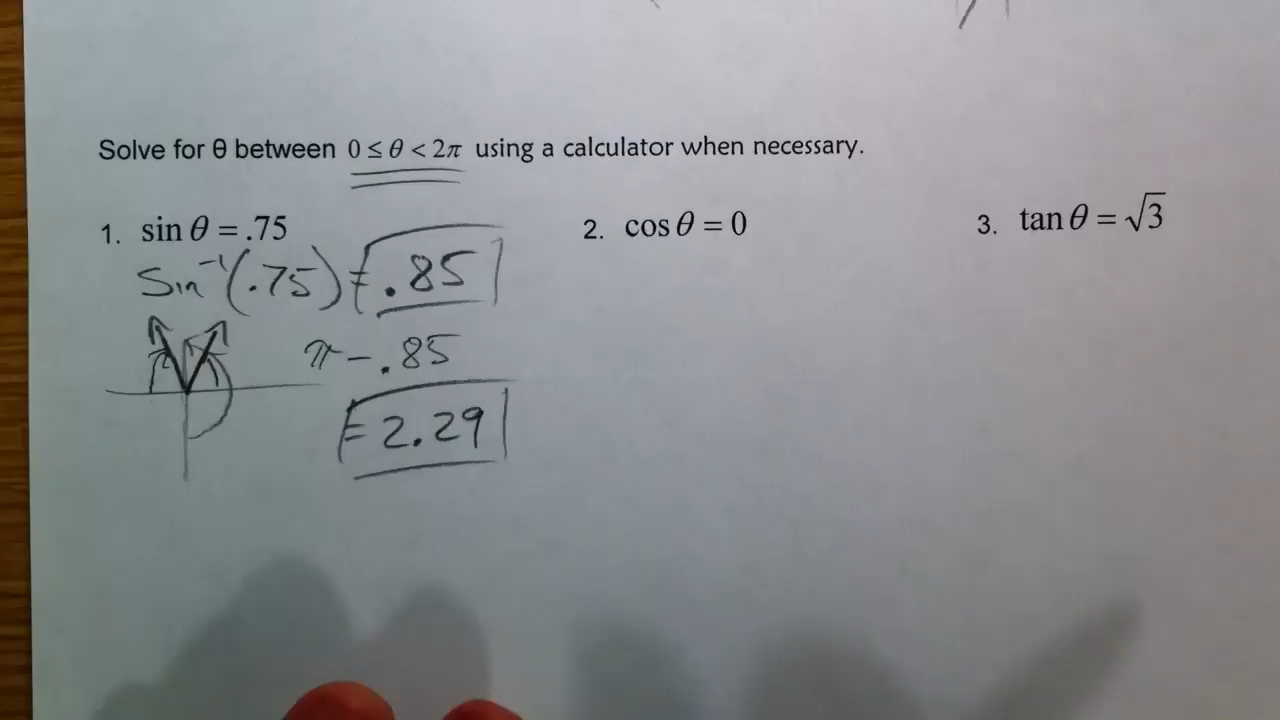 Solve for θ between 0 ≤ θ < 2π using a calculator when necessary.
1. sin θ = .75
Sin⁻¹(.75) = .85
π - .85
= 2.29
2. cos θ = 0
3. tan θ = √3